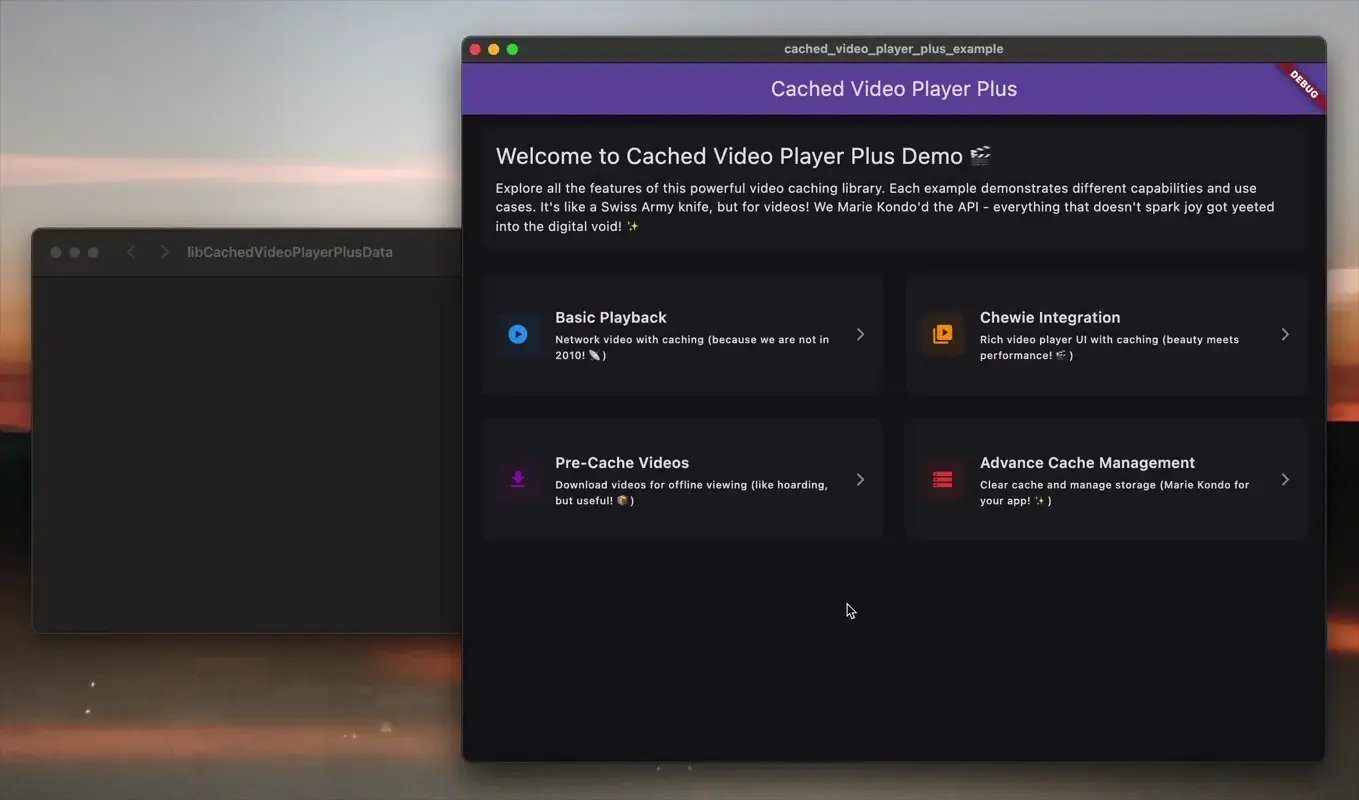 cached_video_player_plus_example
Cached Video Player Plus
DEBUG
Welcome to Cached Video Player Plus Demo 🎬
Explore all the features of this powerful video caching library. Each example demonstrates different capabilities and use
cases. It's like a Swiss Army knife, but for videos! We Marie Kondo'd the API - everything that doesn't spark joy got yeeted
into the digital void! ✨
libCachedVideoPlayerPlusData
Basic Playback
Network video with caching (because we are not in
2010! 📡)
Chewie Integration
Rich video player UI with caching (beauty meets
performance! 🎬)
Pre-Cache Videos
Download videos for offline viewing (like hoarding,
but useful! 📦)
Advance Cache Management
Clear cache and manage storage (Marie Kondo for
your app! ✨)